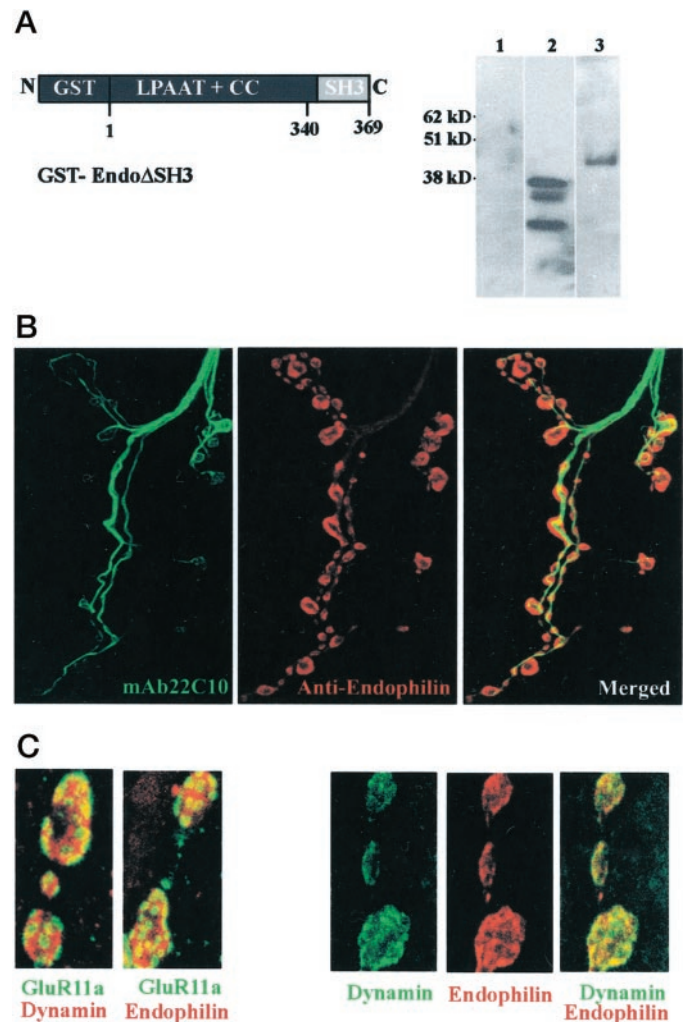 A
1 2 3
N GST LPAAT + CC SH3 C
1 340 369
GST- EndoΔSH3
62 kD
51 kD
38 kD
B
mAb22C10 Anti-Endophilin Merged
C
GluR11a GluR11a Dynamin Endophilin Dynamin
Dynamin Endophilin Endophilin